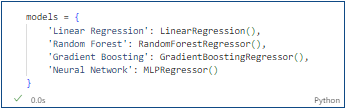 models = {
    'Linear Regression': LinearRegression(),
    'Random Forest': RandomForestRegressor(),
    'Gradient Boosting': GradientBoostingRegressor(),
    'Neural Network': MLPRegressor()
}
0.0s Python